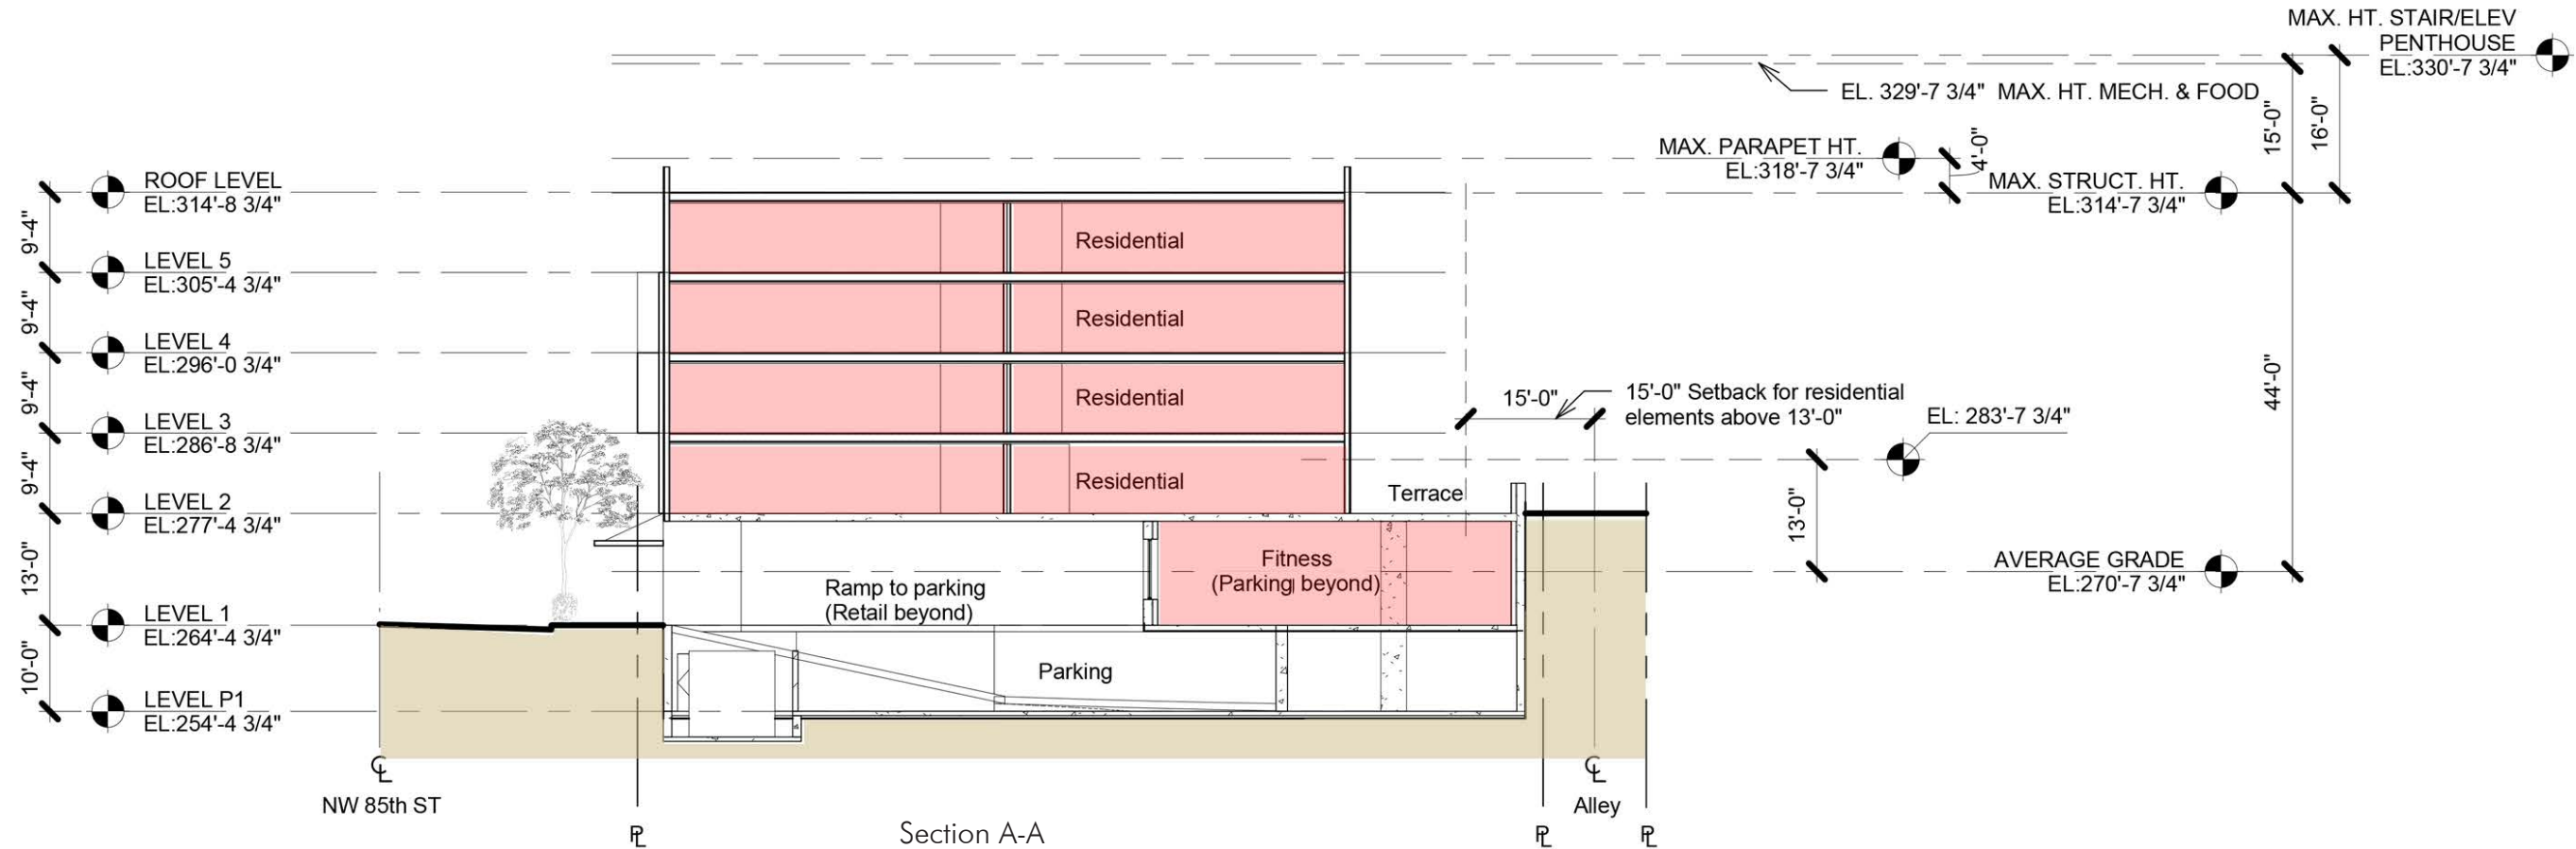 MAX. HT. STAIR/ELEV
PENTHOUSE
EL:330'-7 3/4"
EL. 329'-7 3/4" MAX. HT. MECH. & FOOD
15'-0"
16'-0"
MAX. PARAPET HT.
EL:318'-7 3/4"
4'-0"
MAX. STRUCT. HT.
EL:314'-7 3/4"
ROOF LEVEL
EL:314'-8 3/4"
9'-4"
Residential
LEVEL 5
EL:305'-4 3/4"
9'-4"
Residential
LEVEL 4
EL:296'-0 3/4"
9'-4"
Residential
15'-0"
15'-0" Setback for residential
elements above 13'-0"
44'-0"
EL: 283'-7 3/4"
LEVEL 3
EL:286'-8 3/4"
9'-4"
Residential
Terrace
LEVEL 2
EL:277'-4 3/4"
13'-0"
13'-0"
Fitness
(Parking beyond)
AVERAGE GRADE
EL:270'-7 3/4"
Ramp to parking
(Retail beyond)
LEVEL 1
EL:264'-4 3/4"
10'-0"
Parking
LEVEL P1
EL:254'-4 3/4"
CL
CL
NW 85th ST
Alley
PL
Section A-A
PL
PL